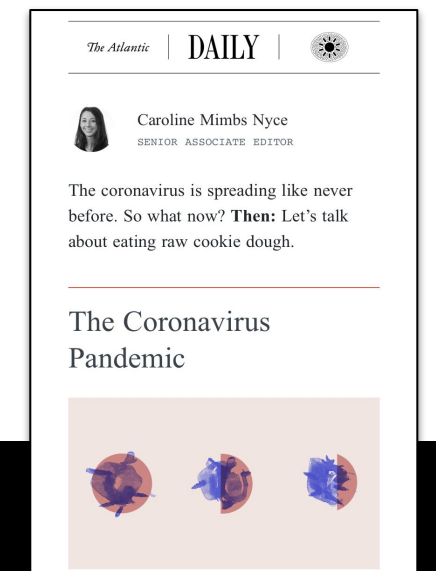 The Atlantic DAILY
Caroline Mimbs Nyce
SENIOR ASSOCIATE EDITOR
The coronavirus is spreading like never
before. So what now? Then: Let’s talk
about eating raw cookie dough.
The Coronavirus
Pandemic